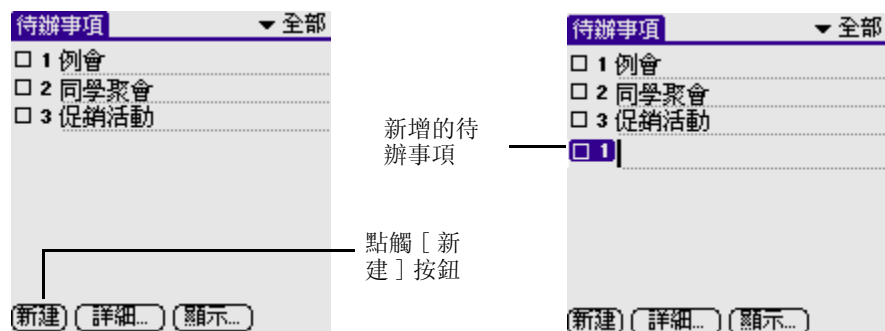 待辦事項 全部
1 例會
2 同學聚會
3 促銷活動
新建 詳細... 顯示...
點觸［新
建］按鈕
新增的待
辦事項
待辦事項 全部
1 例會
2 同學聚會
3 促銷活動
1
新建 詳細... 顯示...